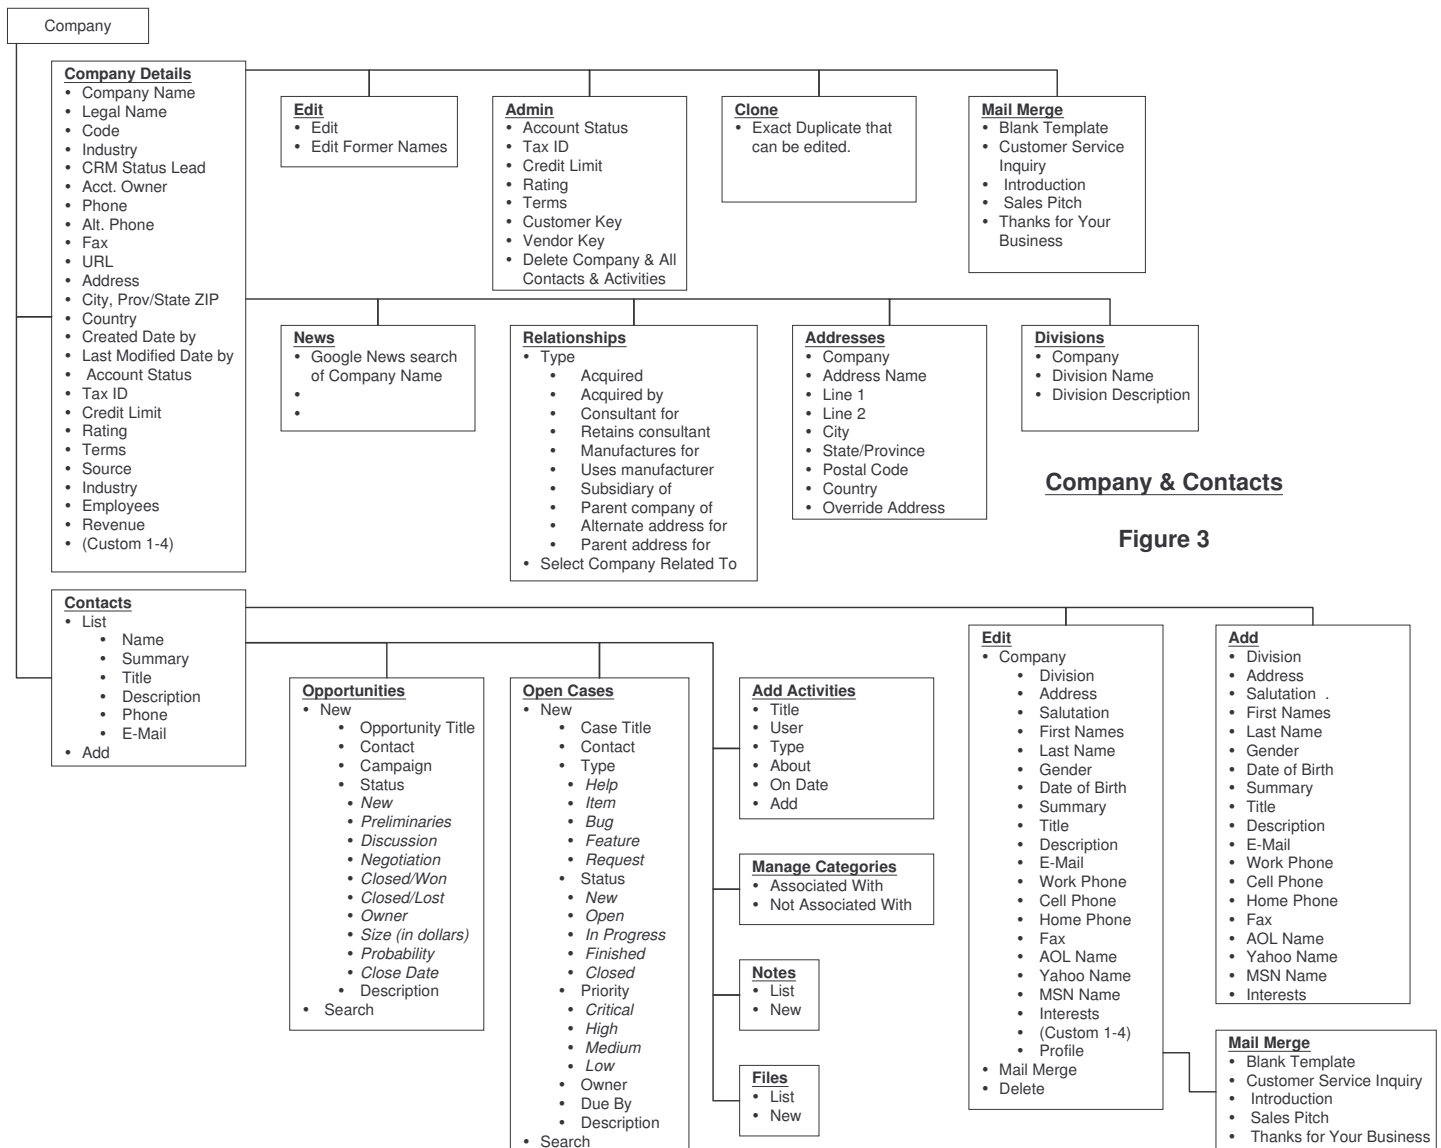 Company
Company Details
• Company Name
• Legal Name
• Code
• Industry
• CRM Status Lead
• Acct. Owner
• Phone
• Alt. Phone
• Fax
• URL
• Address
• City, Prov/State ZIP
• Country
• Created Date by
• Last Modified Date by
• Account Status
• Tax ID
• Credit Limit
• Rating
• Terms
• Source
• Industry
• Employees
• Revenue
• (Custom 1-4)
Edit
• Edit
• Edit Former Names
Admin
• Account Status
• Tax ID
• Credit Limit
• Rating
• Terms
• Customer Key
• Vendor Key
• Delete Company & All
Contacts & Activities
Clone
• Exact Duplicate that
can be edited.
Mail Merge
• Blank Template
• Customer Service
Inquiry
• Introduction
• Sales Pitch
• Thanks for Your
Business
News
• Google News search
of Company Name
•
•
Relationships
• Type
• Acquired
• Acquired by
• Consultant for
• Retains consultant
• Manufactures for
• Uses manufacturer
• Subsidiary of
• Parent company of
• Alternate address for
• Parent address for
• Select Company Related To
Addresses
• Company
• Address Name
• Line 1
• Line 2
• City
• State/Province
• Postal Code
• Country
• Override Address
Divisions
• Company
• Division Name
• Division Description
Company & Contacts
Figure 3
Contacts
• List
• Name
• Summary
• Title
• Description
• Phone
• E-Mail
• Add
Opportunities
• New
• Opportunity Title
• Contact
• Campaign
• Status
• New
• Preliminaries
• Discussion
• Negotiation
• Closed/Won
• Closed/Lost
• Owner
• Size (in dollars)
• Probability
• Close Date
• Description
• Search
Open Cases
• New
• Case Title
• Contact
• Type
• Help
• Item
• Bug
• Feature
• Request
• Status
• New
• Open
• In Progress
• Finished
• Closed
• Priority
• Critical
• High
• Medium
• Low
• Owner
• Due By
• Description
• Search
Add Activities
• Title
• User
• Type
• About
• On Date
• Add
Manage Categories
• Associated With
• Not Associated With
Notes
• List
• New
Files
• List
• New
Edit
• Company
• Division
• Address
• Salutation
• First Names
• Last Name
• Gender
• Date of Birth
• Summary
• Title
• Description
• E-Mail
• Work Phone
• Cell Phone
• Home Phone
• Fax
• AOL Name
• Yahoo Name
• MSN Name
• Interests
• (Custom 1-4)
• Profile
• Mail Merge
• Delete
Add
• Division
• Address
• Salutation .
• First Names
• Last Name
• Gender
• Date of Birth
• Summary
• Title
• Description
• E-Mail
• Work Phone
• Cell Phone
• Home Phone
• Fax
• AOL Name
• Yahoo Name
• MSN Name
• Interests
Mail Merge
• Blank Template
• Customer Service Inquiry
• Introduction
• Sales Pitch
• Thanks for Your Business